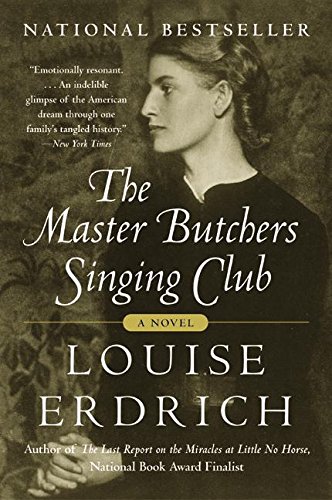 NATIONAL BESTSELLER
"Emotionally resonant.
. . . An indelible
glimpse of the American
dream through one
family's tangled history."
—New York Times
The
Master Butchers
Singing Club
A NOVEL
LOUISE
ERDRICH
Author of The Last Report on the Miracles at Little No Horse,
National Book Award Finalist